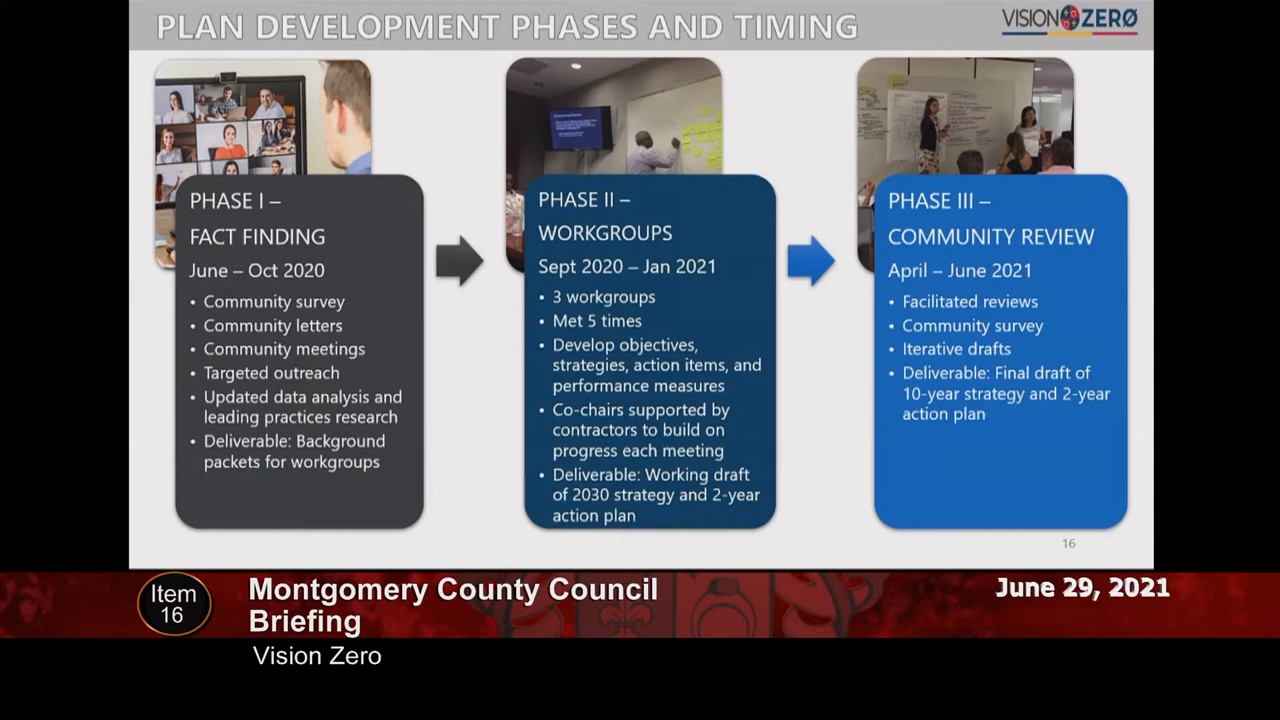 PLAN DEVELOPMENT PHASES AND TIMING
VISION ZERO
PHASE I –
FACT FINDING
June – Oct 2020
• Community survey
• Community letters
• Community meetings
• Targeted outreach
• Updated data analysis and
leading practices research
• Deliverable: Background
packets for workgroups
PHASE II –
WORKGROUPS
Sept 2020 – Jan 2021
• 3 workgroups
• Met 5 times
• Develop objectives,
strategies, action items, and
performance measures
• Co-chairs supported by
contractors to build on
progress each meeting
• Deliverable: Working draft
of 2030 strategy and 2-year
action plan
PHASE III –
COMMUNITY REVIEW
April – June 2021
• Facilitated reviews
• Community survey
• Iterative drafts
• Deliverable: Final draft of
10-year strategy and 2-year
action plan
16
Item
16
Montgomery County Council
Briefing
Vision Zero
June 29, 2021